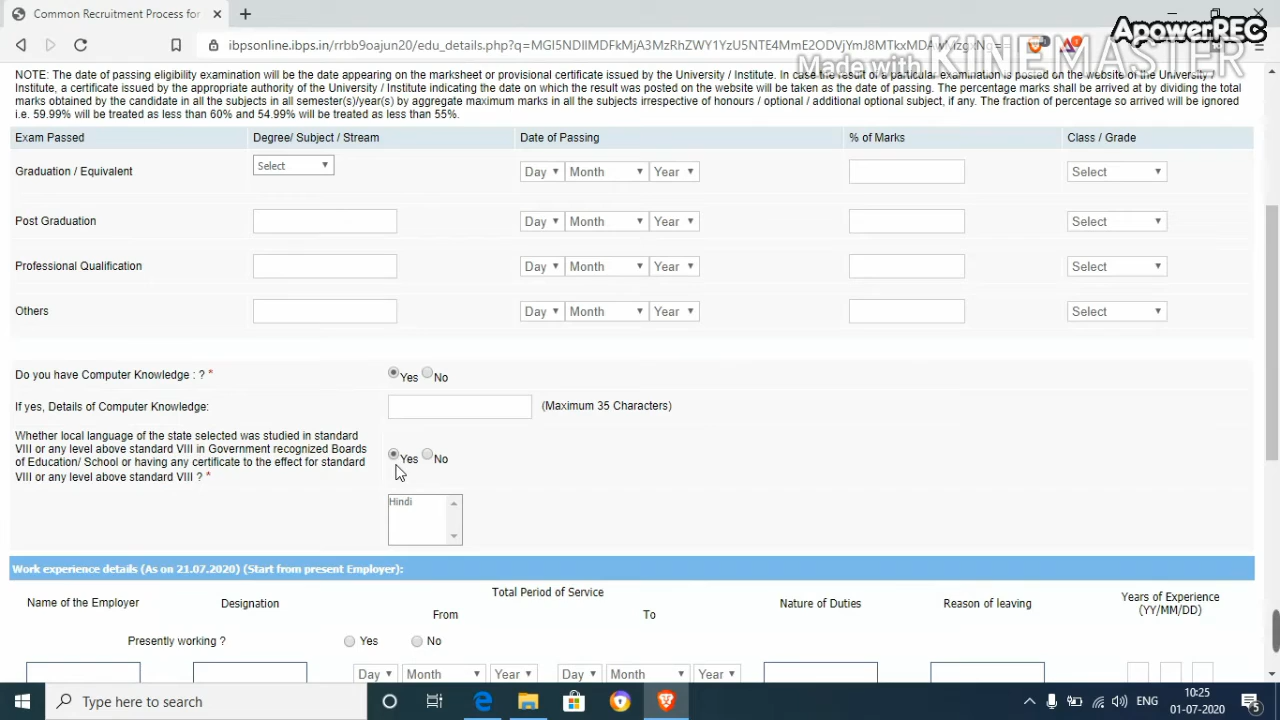 Common Recruitment Process for
ApowerREC
ibpsonline.ibps.in/rrbb9oajun20/edu_details.php?
Made with KINEMASTER
NOTE: The date of passing eligibility examination will be the date appearing on the marksheet or provisional certificate issued by the University / Institute. In case the result of a particular examination is posted on the website of the University /
Institute, a certificate issued by the appropriate authority of the University / Institute indicating the date on which the result was posted on the website will be taken as the date of passing. The percentage marks shall be arrived at by dividing the total
marks obtained by the candidate in all the subjects in all semester(s)/year(s) by aggregate maximum marks in all the subjects irrespective of honours / optional / additional optional subject, if any. The fraction of percentage so arrived will be ignored
i.e. 59.99% will be treated as less than 60% and 54.99% will be treated as less than 55%.
Exam Passed Degree/ Subject / Stream Date of Passing % of Marks Class / Grade
Graduation / Equivalent Select Day Month Year Select
Post Graduation Day Month Year Select
Professional Qualification Day Month Year Select
Others Day Month Year Select
Do you have Computer Knowledge : ? * Yes No
If yes, Details of Computer Knowledge: (Maximum 35 Characters)
Whether local language of the state selected was studied in standard
VIII or any level above standard VIII in Government recognized Boards
of Education/ School or having any certificate to the effect for standard
VIII or any level above standard VIII ? *
Yes No
Hindi
Work experience details (As on 21.07.2020) (Start from present Employer):
Name of the Employer Designation Total Period of Service Nature of Duties Reason of leaving Years of Experience
From To (YY/MM/DD)
Presently working ? Yes No
Day Month Year Day Month Year
Type here to search
ENG
10:25
01-07-2020
5